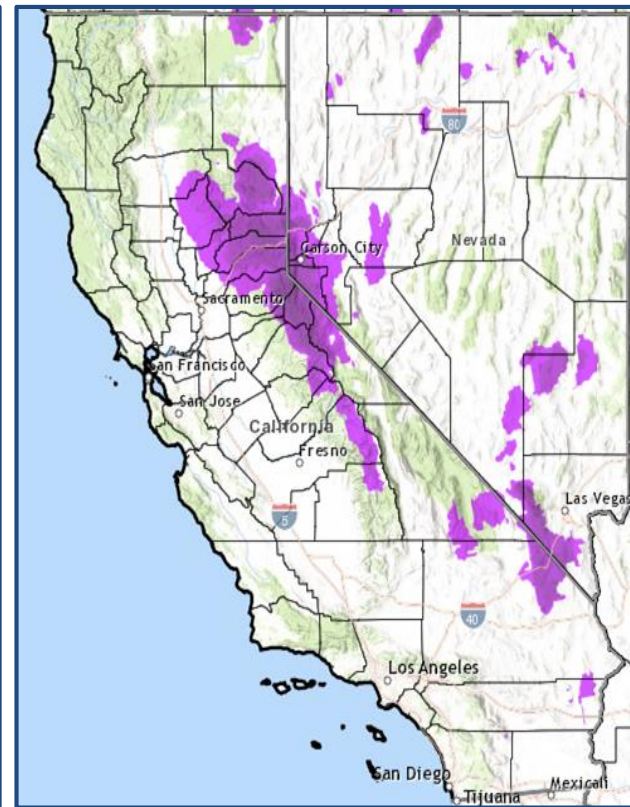 80
Nevada
Carson City
Sacramento
San Francisco
San Jose
California
Fresno
5
Las Vegas
40
Los Angeles
San Diego
Tijuana
Mexicali